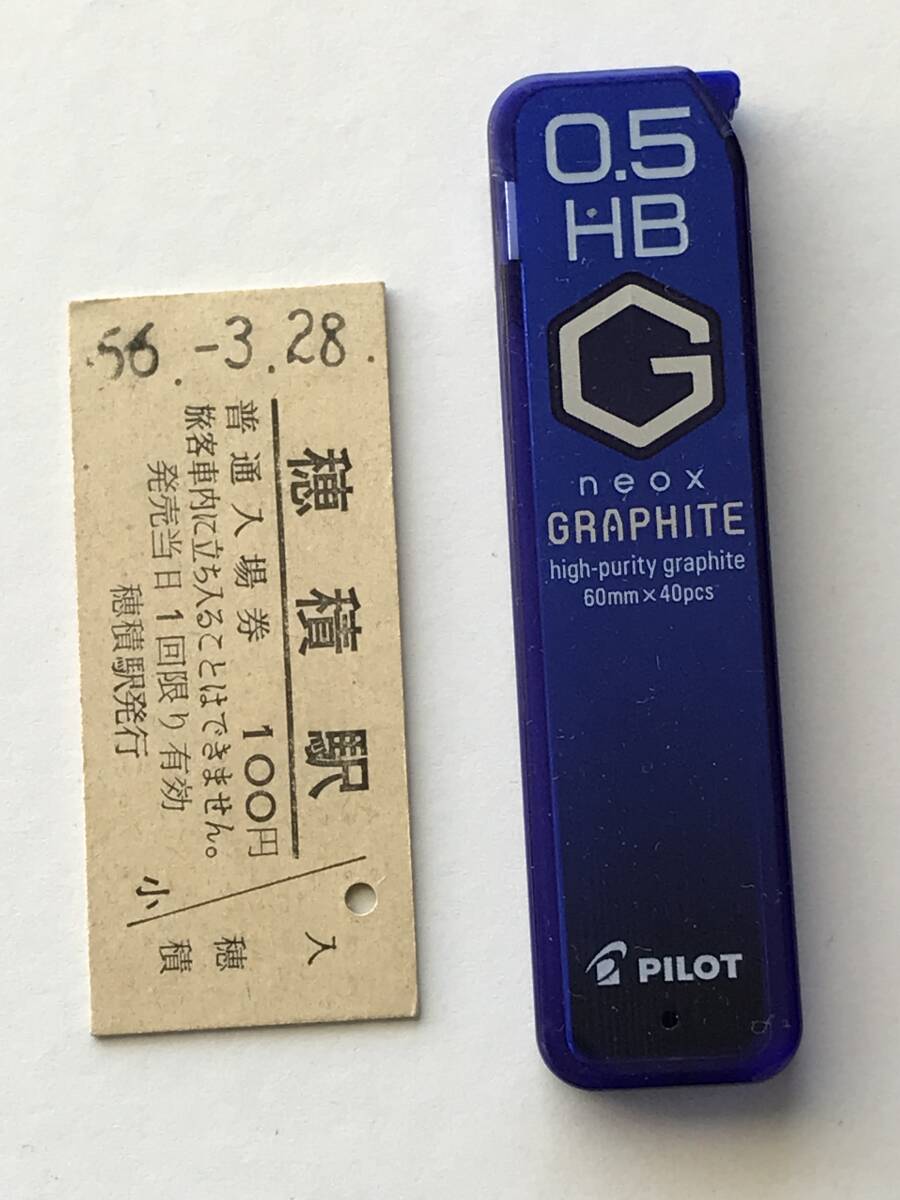 56.-3.28.
穂積駅
普通入場券 100円
旅客車内に立ち入ることはできません。
発売当日1回限り有効
穂積駅発行
入
穂
積
小
0.5
HB
G
neox
GRAPHITE
high-purity graphite
60mm×40pcs
PILOT